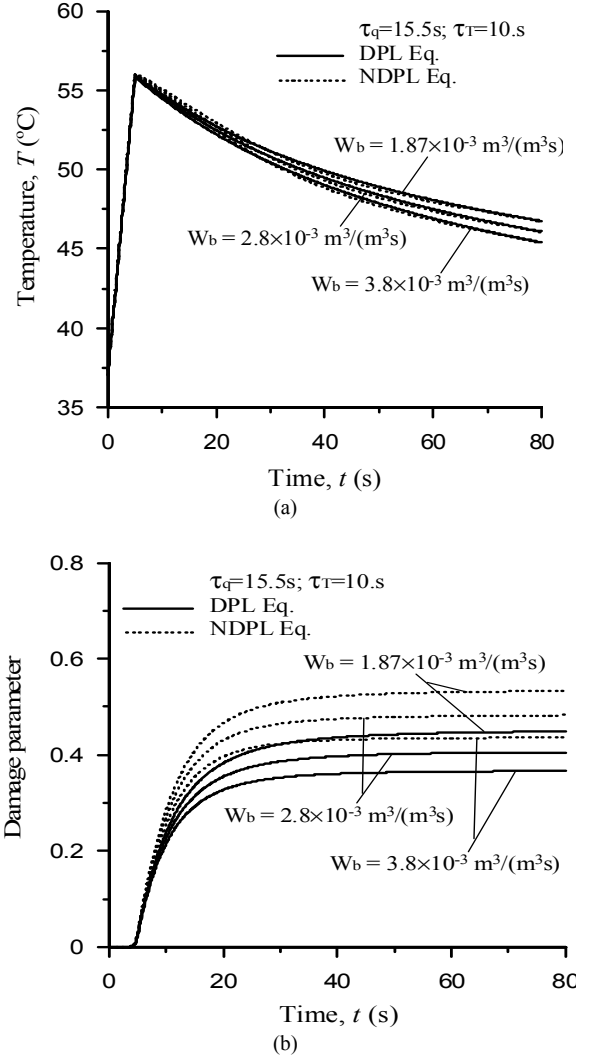 τq=15.5s; τT=10.s
DPL Eq.
NDPL Eq.
60
55
50
45
40
35
Temperature, T (ºC)
Wb = 1.87×10-3 m3/(m3s)
Wb = 2.8×10-3 m3/(m3s)
Wb = 3.8×10-3 m3/(m3s)
0 20 40 60 80
Time, t (s)
(a)
τq=15.5s; τT=10.s
DPL Eq.
NDPL Eq.
0.8
0.6
0.4
0.2
0
Damage parameter
Wb = 1.87×10-3 m3/(m3s)
Wb = 2.8×10-3 m3/(m3s)
Wb = 3.8×10-3 m3/(m3s)
0 20 40 60 80
Time, t (s)
(b)